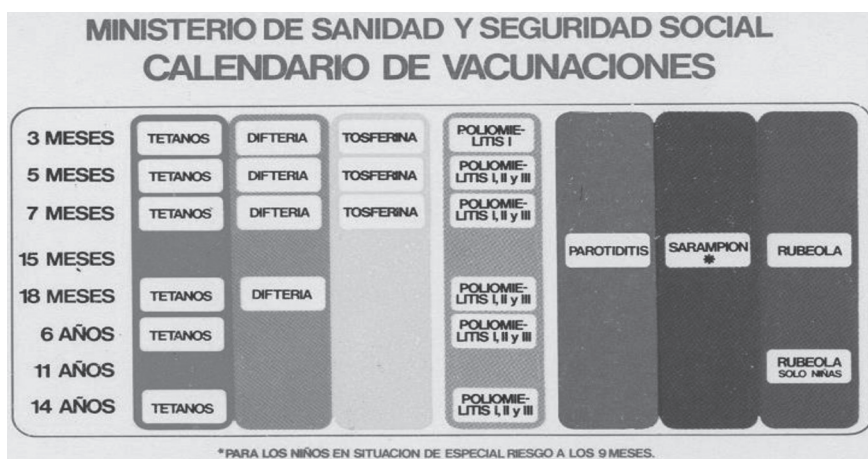 MINISTERIO DE SANIDAD Y SEGURIDAD SOCIAL
CALENDARIO DE VACUNACIONES
3 MESES TETANOS DIFTERIA TOSFERINA POLIOMIE-
LITIS I
5 MESES TETANOS DIFTERIA TOSFERINA POLIOMIE-
LITIS I, II y III
7 MESES TETANOS DIFTERIA TOSFERINA POLIOMIE-
LITIS I, II y III
15 MESES PAROTIDITIS SARAMPION RUBEOLA
*
18 MESES TETANOS DIFTERIA POLIOMIE-
LITIS I, II y III
6 AÑOS TETANOS POLIOMIE-
LITIS I, II y III
11 AÑOS RUBEOLA
SOLO NIÑAS
14 AÑOS TETANOS POLIOMIE-
LITIS I, II y III
*PARA LOS NIÑOS EN SITUACION DE ESPECIAL RIESGO A LOS 9 MESES.